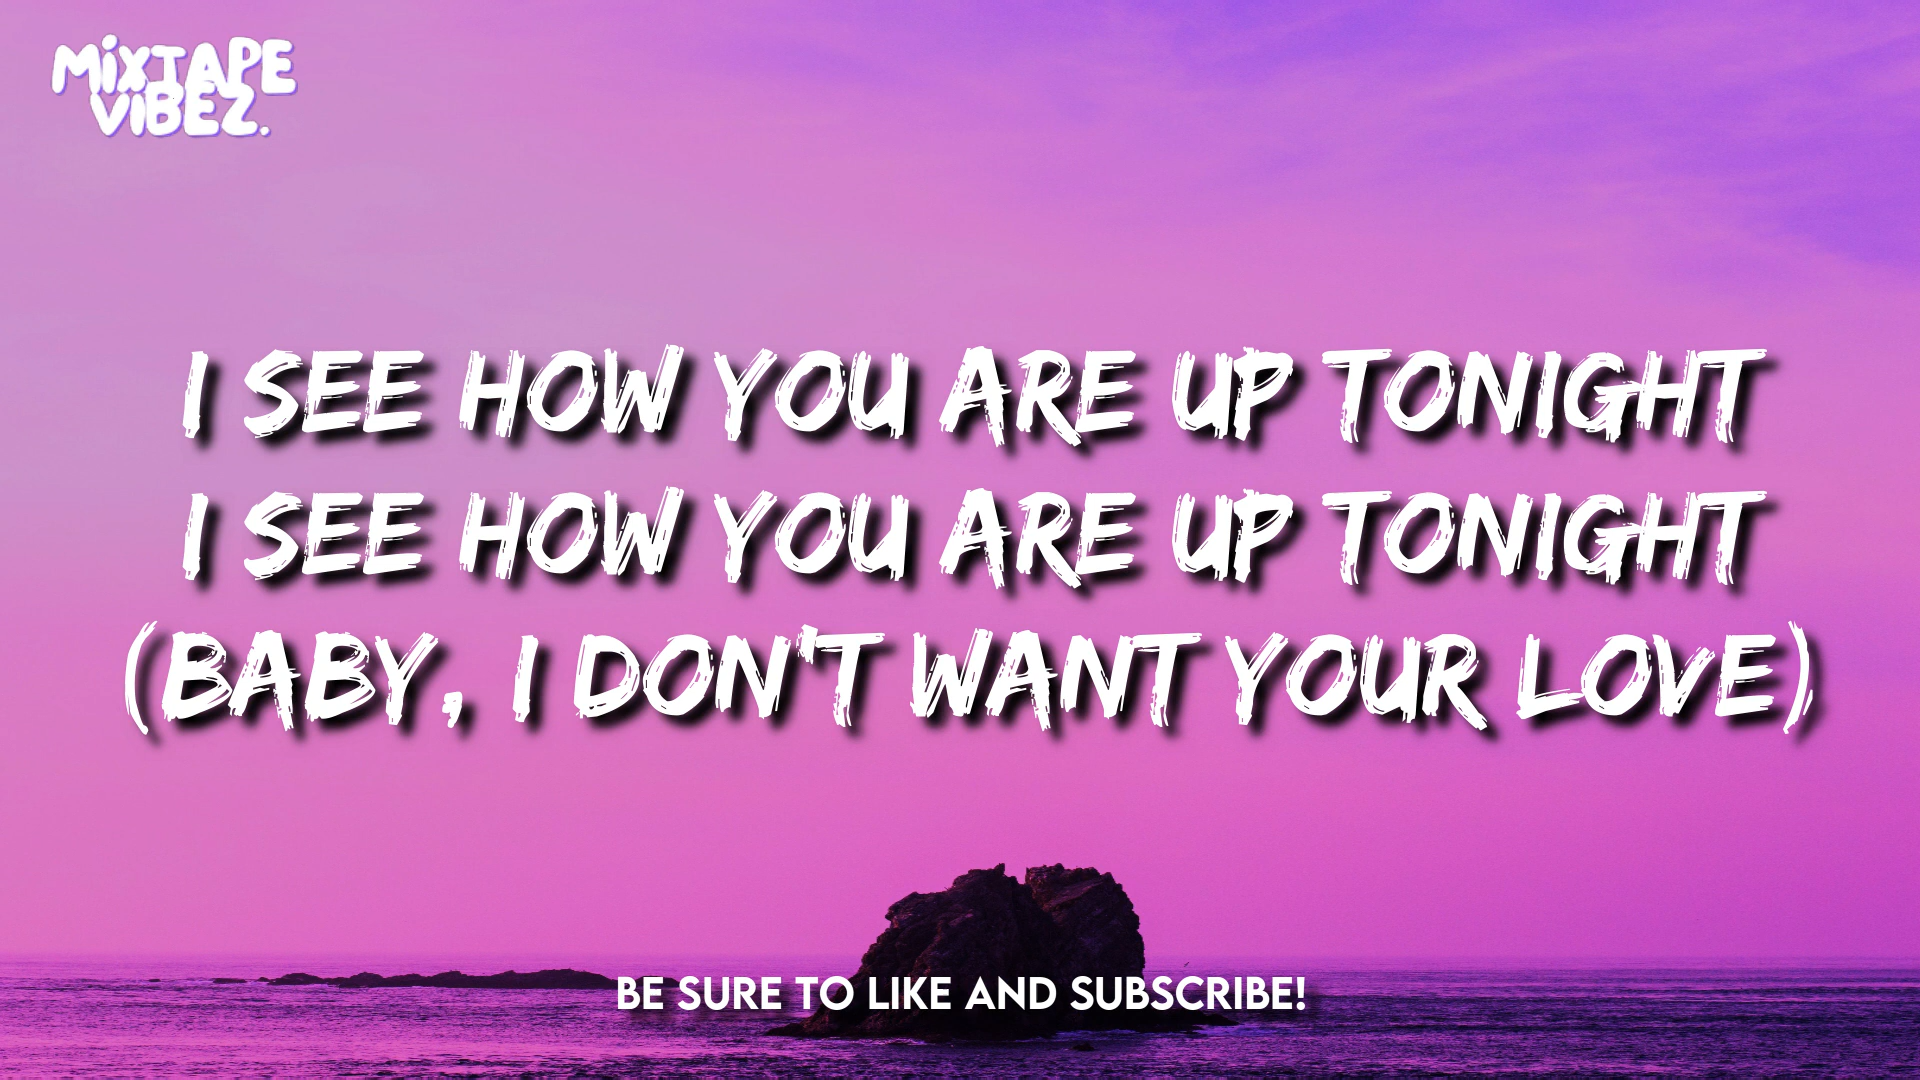 MiXTAPE
ViBEZ.
I SEE HOW YOU ARE UP TONIGHT
I SEE HOW YOU ARE UP TONIGHT
(BABY, I DON'T WANT YOUR LOVE)
BE SURE TO LIKE AND SUBSCRIBE!